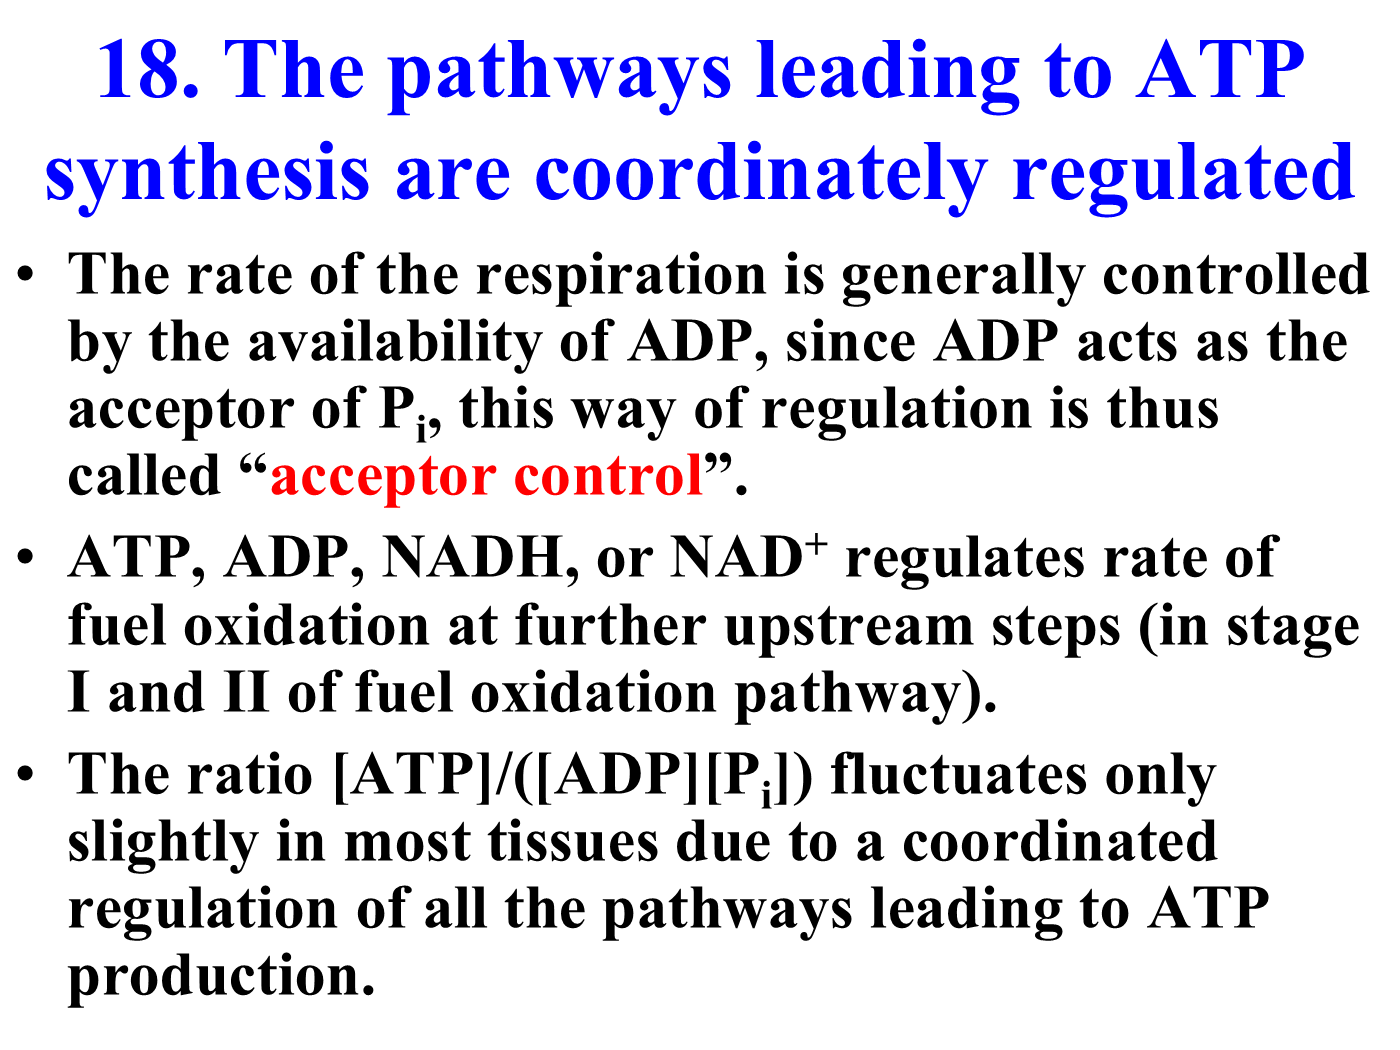 18. The pathways leading to ATP
synthesis are coordinately regulated
• The rate of the respiration is generally controlled
by the availability of ADP, since ADP acts as the
acceptor of Pᵢ, this way of regulation is thus
called “acceptor control”.
• ATP, ADP, NADH, or NAD⁺ regulates rate of
fuel oxidation at further upstream steps (in stage
I and II of fuel oxidation pathway).
• The ratio [ATP]/([ADP][Pᵢ]) fluctuates only
slightly in most tissues due to a coordinated
regulation of all the pathways leading to ATP
production.